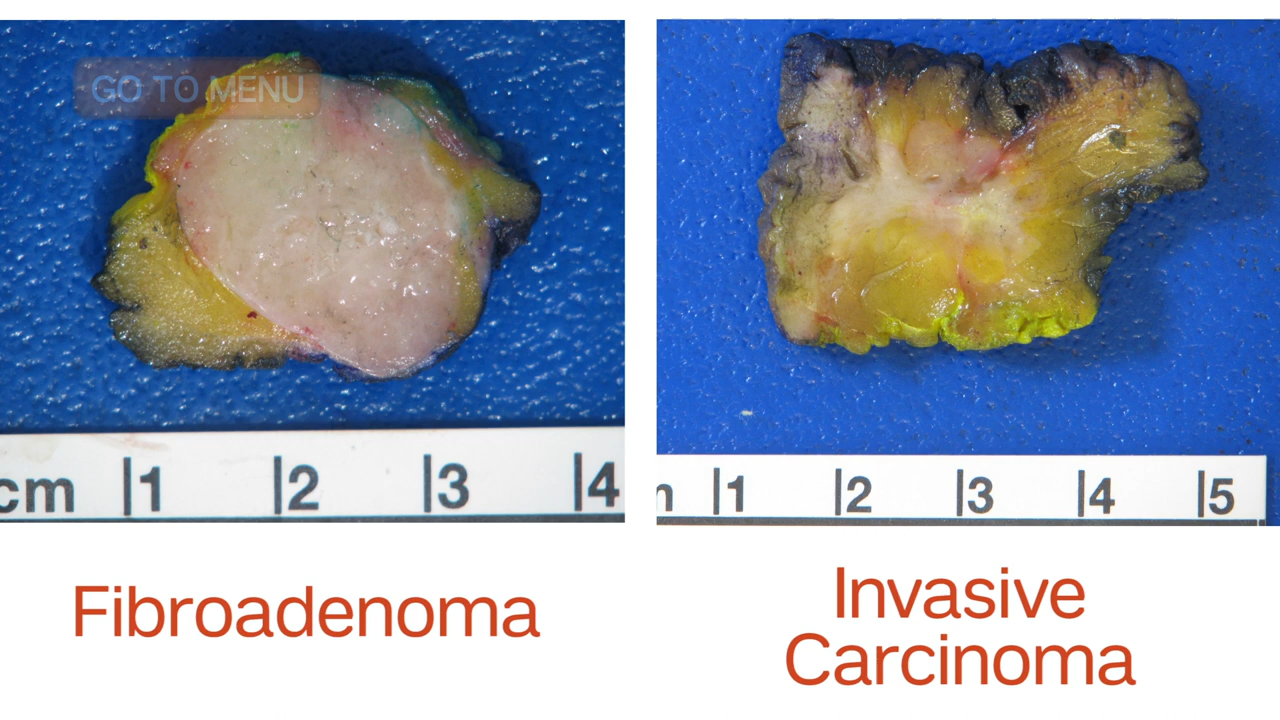 GO TO MENU
cm 1 2 3 4
1 2 3 4 5
Fibroadenoma
Invasive
Carcinoma